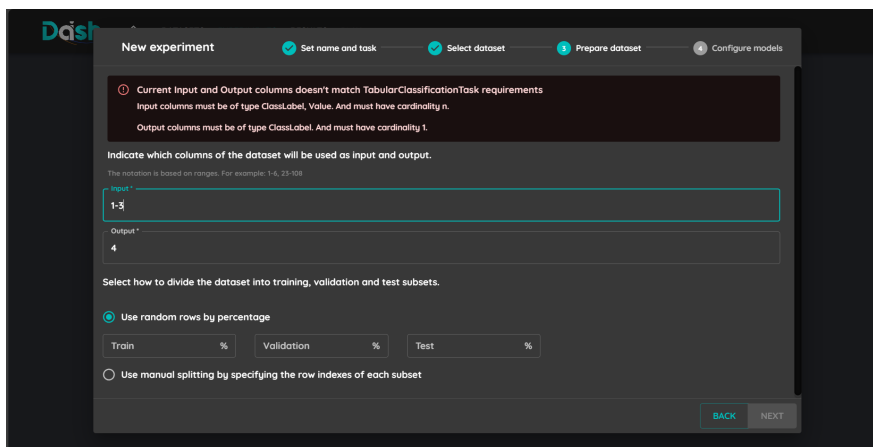 Dash
New experiment
Set name and task
Select dataset
3 Prepare dataset
4 Configure models
Current Input and Output columns doesn't match TabularClassificationTask requirements
Input columns must be of type ClassLabel, Value. And must have cardinality n.
Output columns must be of type ClassLabel. And must have cardinality 1.
Indicate which columns of the dataset will be used as input and output.
The notation is based on ranges. For example: 1-6, 23-108
Input *
1-3
Output *
4
Select how to divide the dataset into training, validation and test subsets.
Use random rows by percentage
Train % Validation % Test %
Use manual splitting by specifying the row indexes of each subset
BACK NEXT